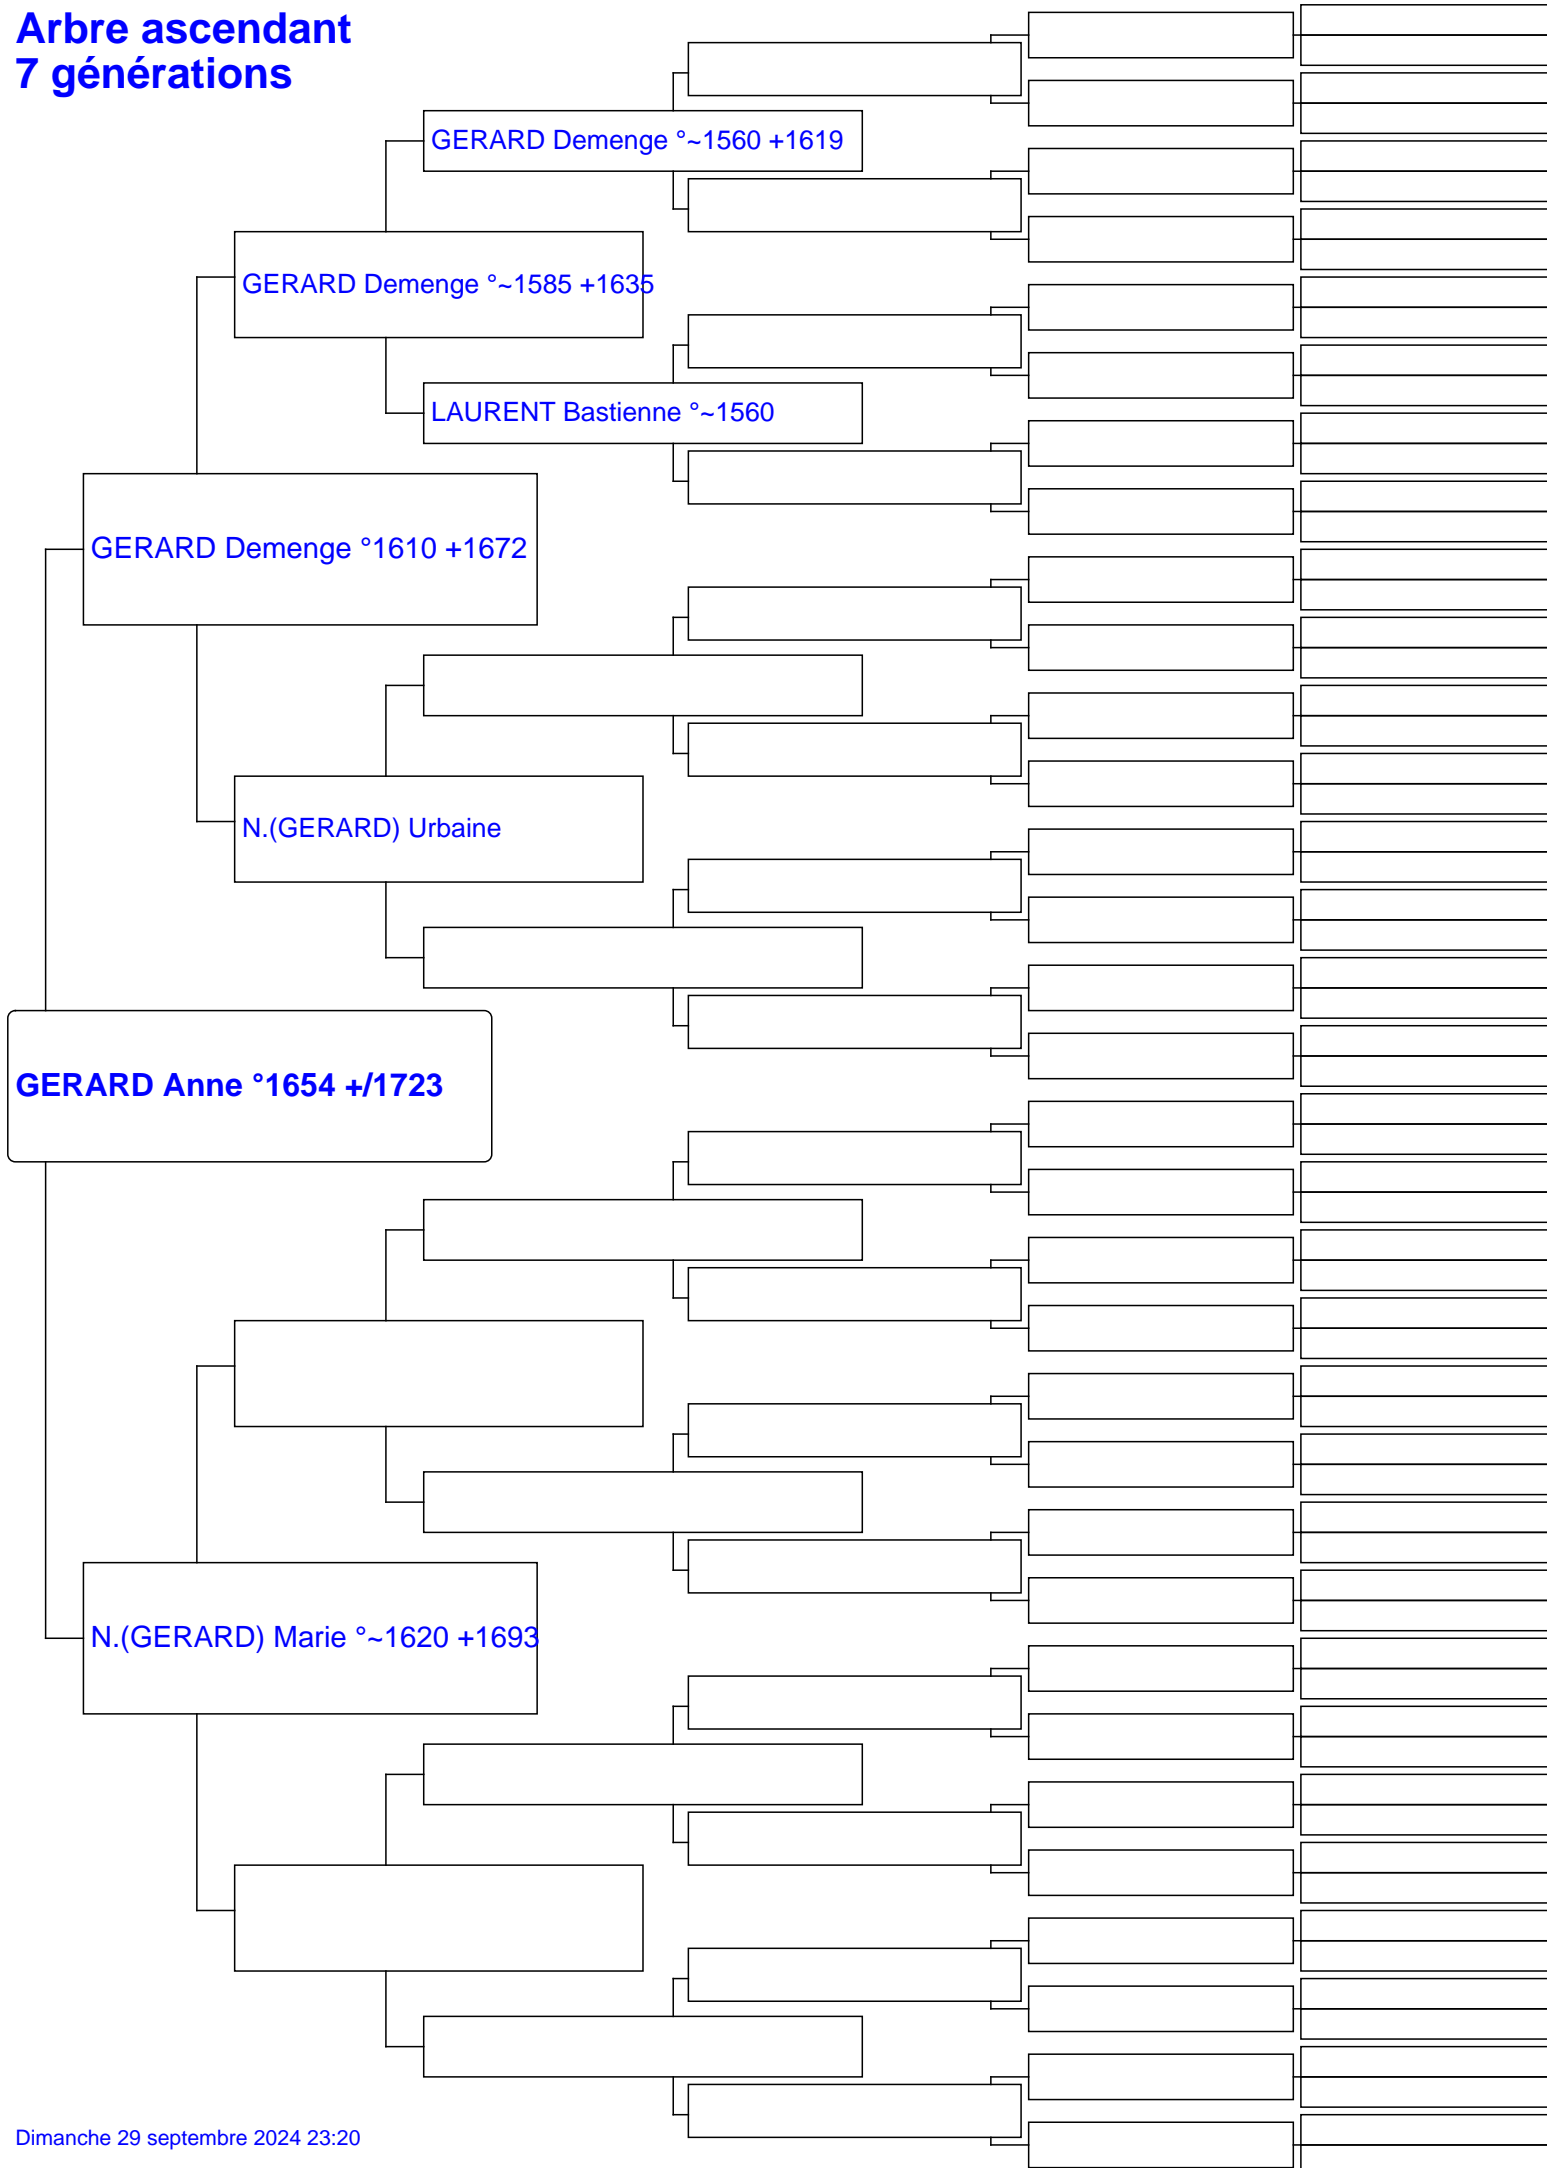 Arbre ascendant
7 générations
GERARD Demenge °~1560 +1619
GERARD Demenge °~1585 +1635
LAURENT Bastienne °~1560
GERARD Demenge °1610 +1672
N.(GERARD) Urbaine
GERARD Anne °1654 +/1723
N.(GERARD) Marie °~1620 +1693
Dimanche 29 septembre 2024 23:20